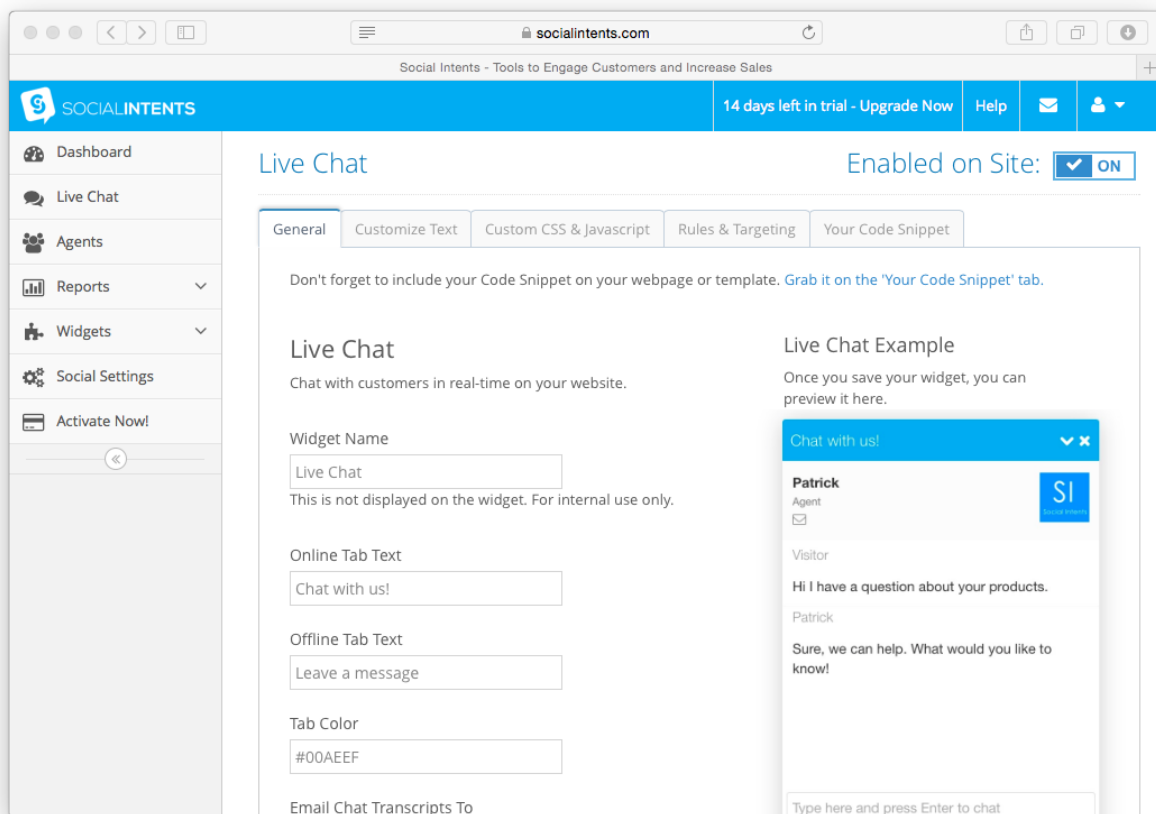 socialintents.com
Social Intents - Tools to Engage Customers and Increase Sales
SOCIALINTENTS
14 days left in trial - Upgrade Now
Help
Dashboard
Live Chat
Agents
Reports
Widgets
Social Settings
Activate Now!
Live Chat
Enabled on Site:
ON
General
Customize Text
Custom CSS & Javascript
Rules & Targeting
Your Code Snippet
Don't forget to include your Code Snippet on your webpage or template. Grab it on the 'Your Code Snippet' tab.
Live Chat
Chat with customers in real-time on your website.
Widget Name
Live Chat
This is not displayed on the widget. For internal use only.
Online Tab Text
Chat with us!
Offline Tab Text
Leave a message
Tab Color
#00AEEF
Email Chat Transcripts To
Live Chat Example
Once you save your widget, you can
preview it here.
Chat with us!
Patrick
Agent
SI
Social Intents
Visitor
Hi I have a question about your products.
Patrick
Sure, we can help. What would you like to
know!
Type here and press Enter to chat